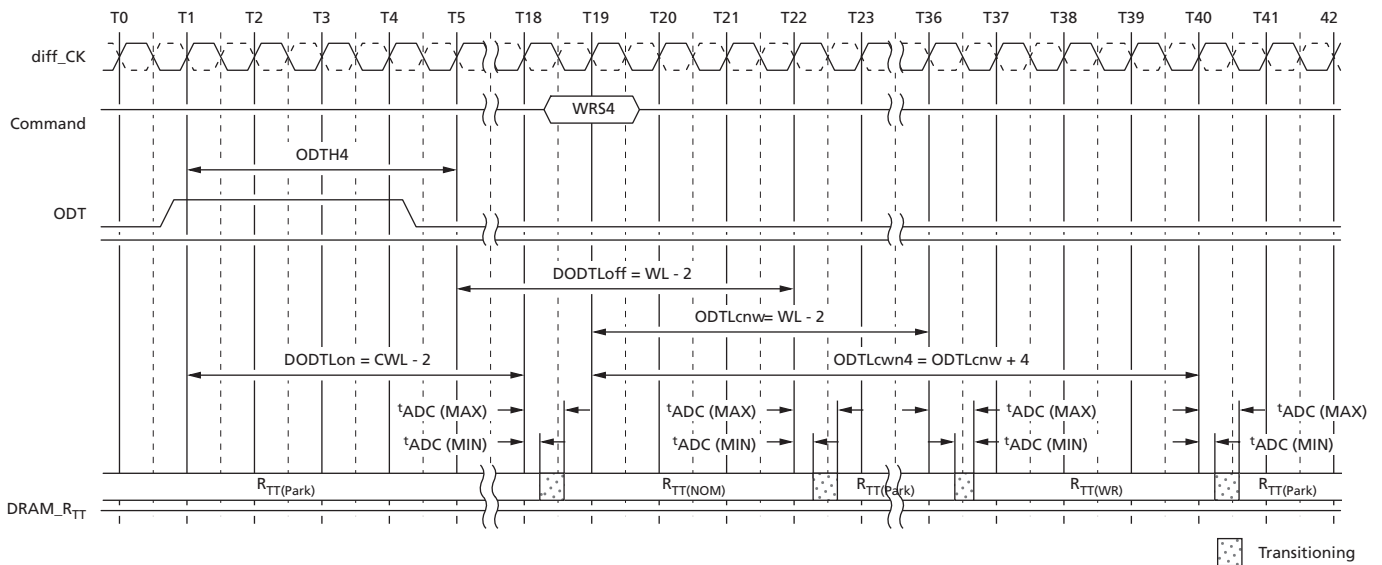 T0 T1 T2 T3 T4 T5 T18 T19 T20 T21 T22 T23 T36 T37 T38 T39 T40 T41 42
diff_CK
Command
WRS4
ODTH4
ODT
DODTLoff = WL - 2
ODTLcnw= WL - 2
DODTLon = CWL - 2
ODTLcwn4 = ODTLcnw + 4
tADC (MAX) tADC (MAX) tADC (MAX) tADC (MAX)
tADC (MIN) tADC (MIN) tADC (MIN) tADC (MIN)
RTT(Park) RTT(NOM) RTT(Park) RTT(WR) RTT(Park)
DRAM_RTT
Transitioning